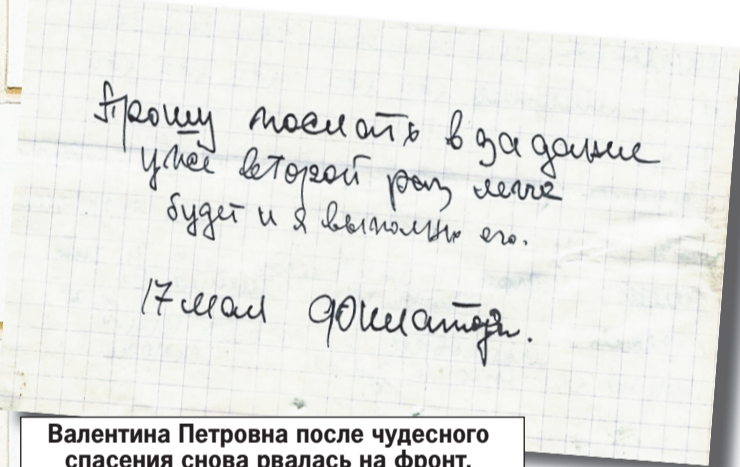 Прошу послать в задание
уже второй раз легче
будет и я выполню его.
17 мая
Валентина Петровна после чудесного
спасения снова рвалась на фронт.